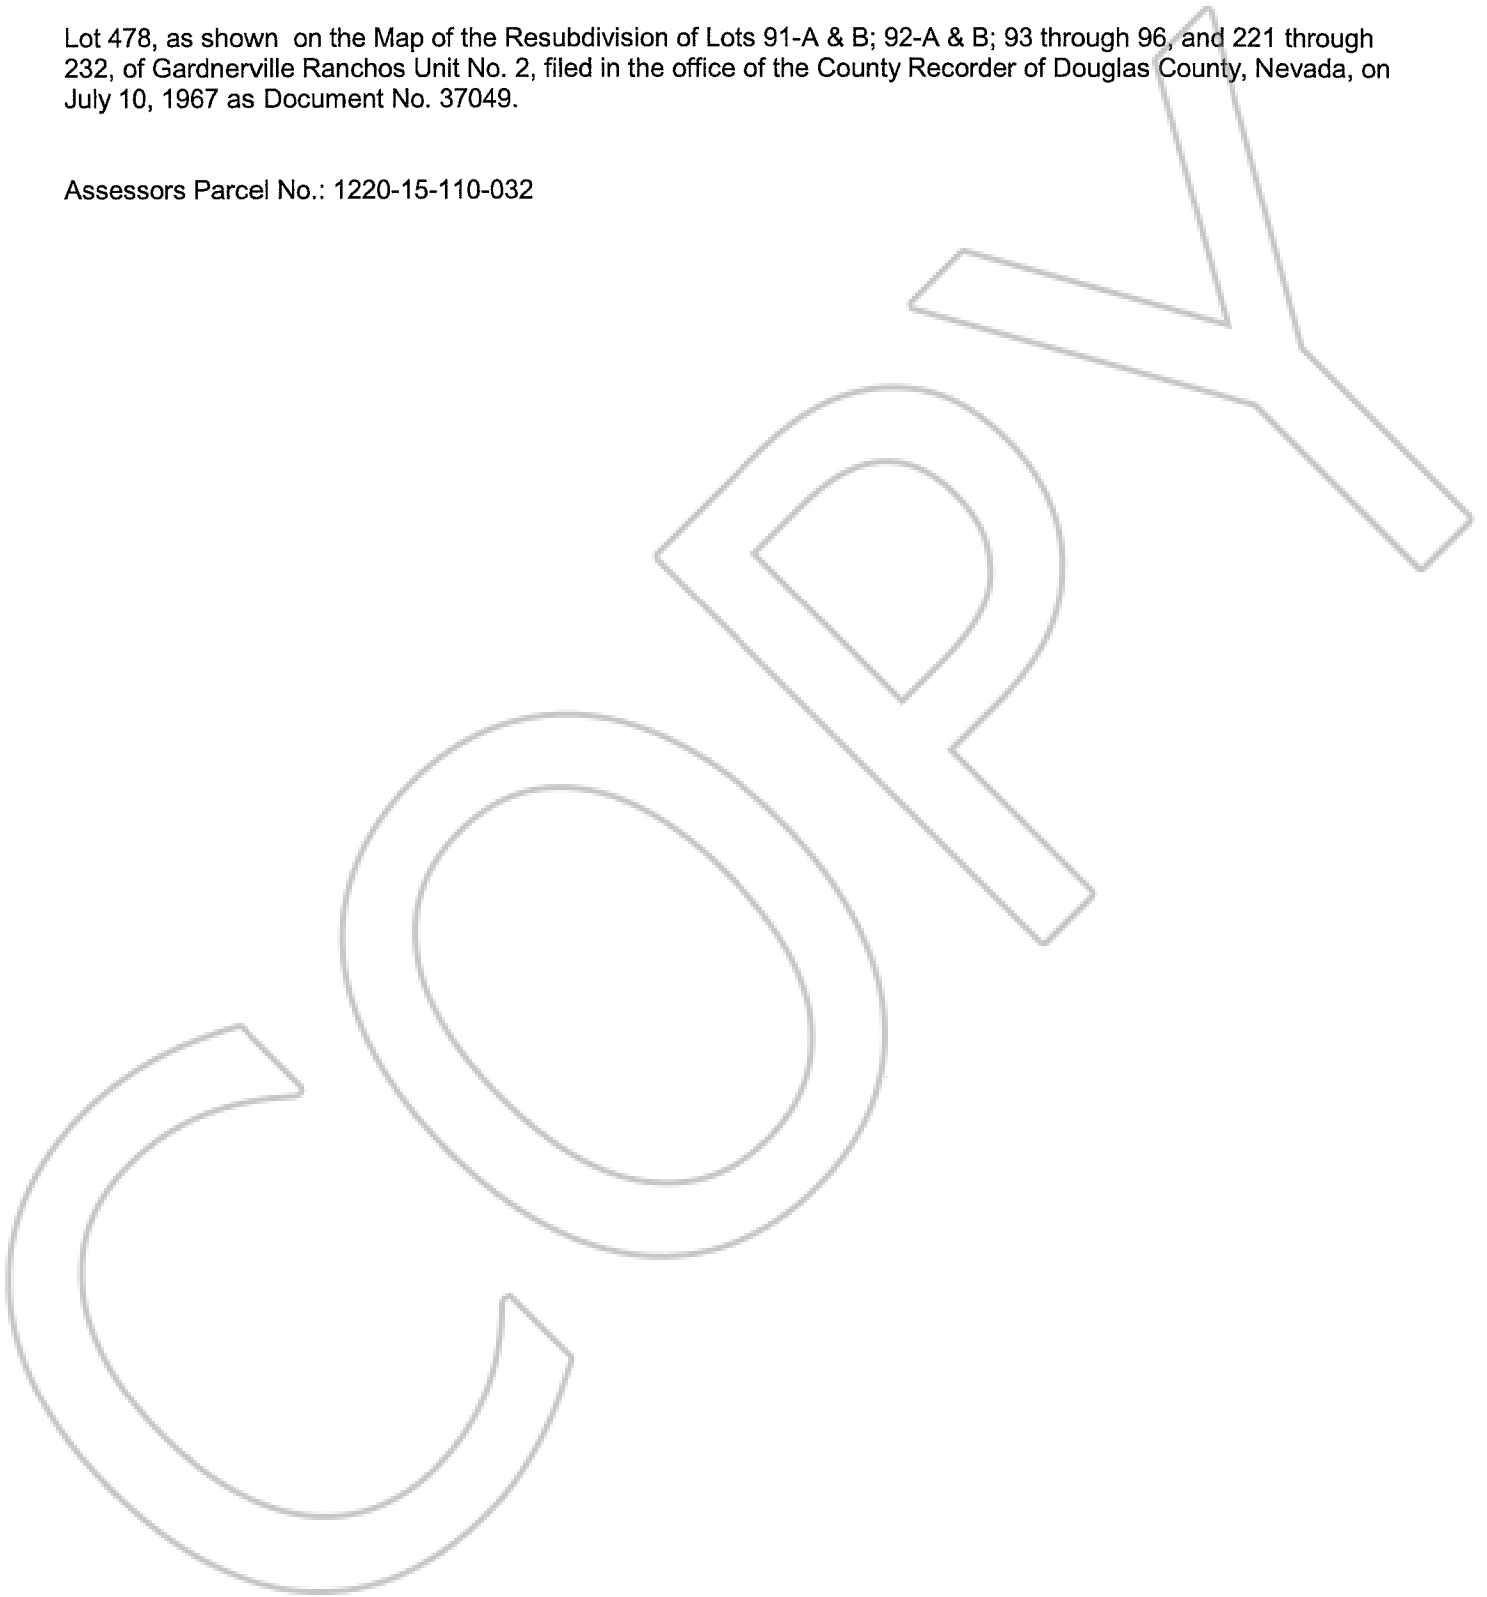 Lot 478, as shown  on the Map of the Resubdivision of Lots 91-A & B; 92-A & B; 93 through 96, and 221 through
232, of Gardnerville Ranchos Unit No. 2, filed in the office of the County Recorder of Douglas County, Nevada, on
July 10, 1967 as Document No. 37049.
Assessors Parcel No.: 1220-15-110-032
COPY